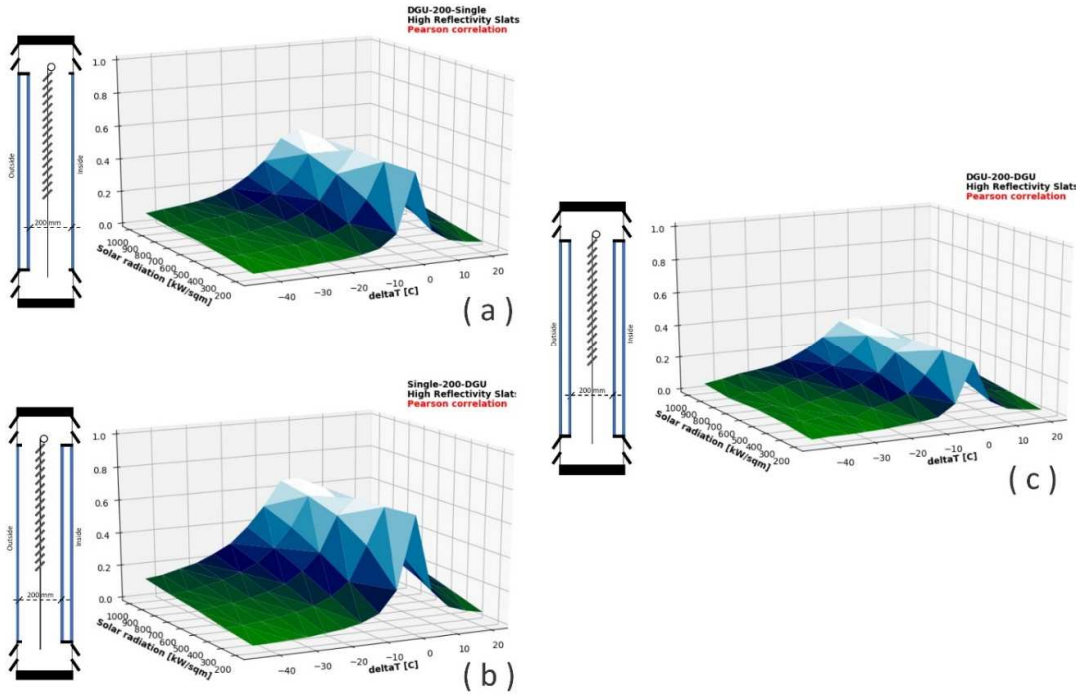 DGU-200-Single
High Reflectivity Slats
Pearson correlation
Outside
Inside
200 mm
1.0
0.8
0.6
0.4
0.2
0.0
1000
900
800
700
600
500
400
300
200
Solar radiation [kW/sqm]
−40
−30
−20
−10
0
10
20
deltaT [C]
( a )
Single-200-DGU
High Reflectivity Slats
Pearson correlation
Outside
Inside
200 mm
1.0
0.8
0.6
0.4
0.2
0.0
1000
900
800
700
600
500
400
300
200
Solar radiation [kW/sqm]
−40
−30
−20
−10
0
10
20
deltaT [C]
( b )
DGU-200-DGU
High Reflectivity Slats
Pearson correlation
Outside
Inside
200 mm
1.0
0.8
0.6
0.4
0.2
0.0
1000
900
800
700
600
500
400
300
200
Solar radiation [kW/sqm]
−40
−30
−20
−10
0
10
20
deltaT [C]
( c )